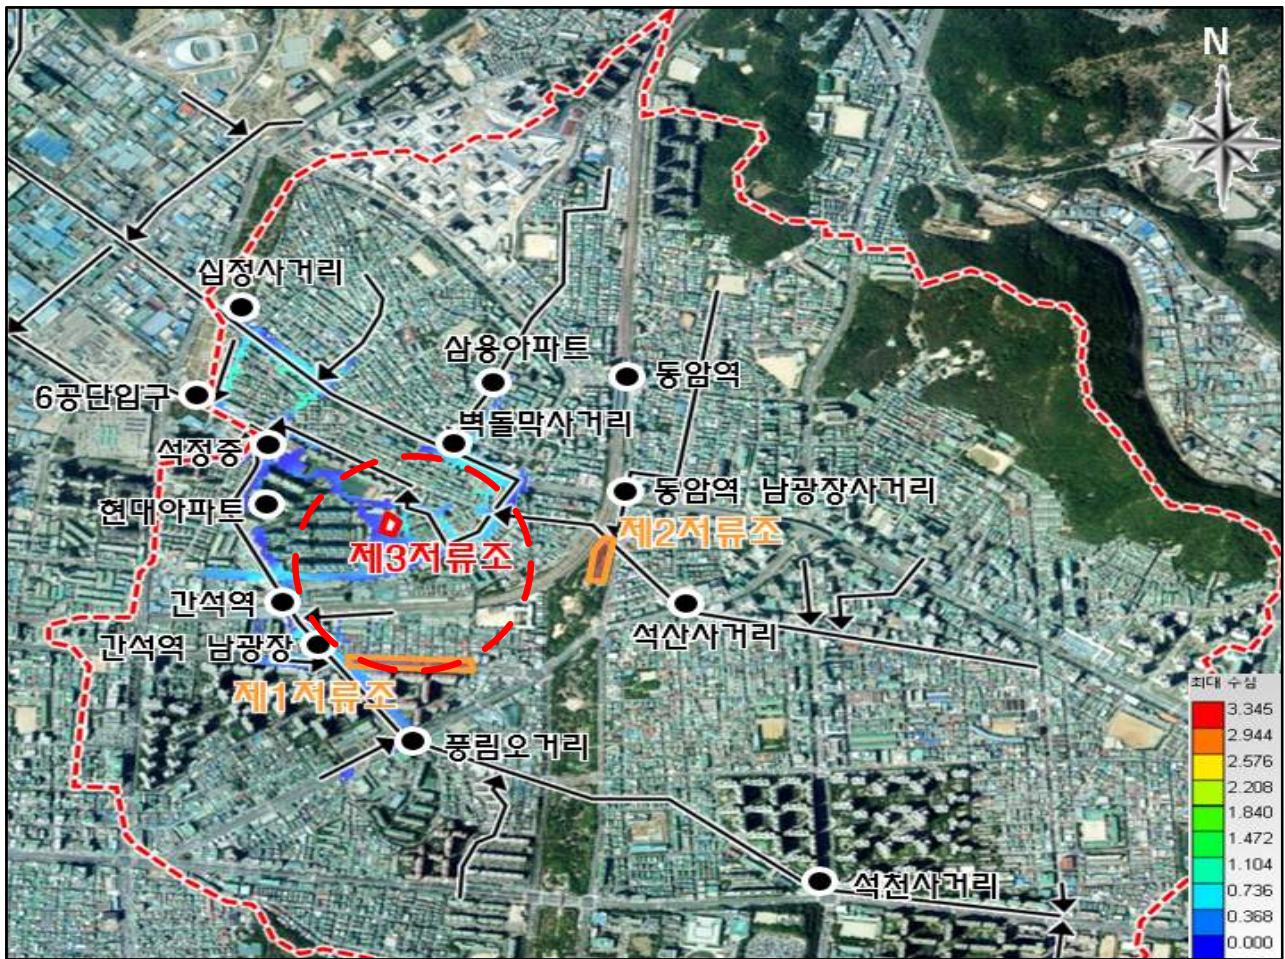 N
십정사거리
삼용아파트
동암역
6공단입구
벽돌막사거리
석정중
동암역 남광장사거리
현대아파트
제2저류조
제3저류조
간석역
석산사거리
간석역 남광장
제1저류조
풍림오거리
석천사거리
최대 수심
3.345
2.944
2.576
2.208
1.840
1.472
1.104
0.736
0.368
0.000